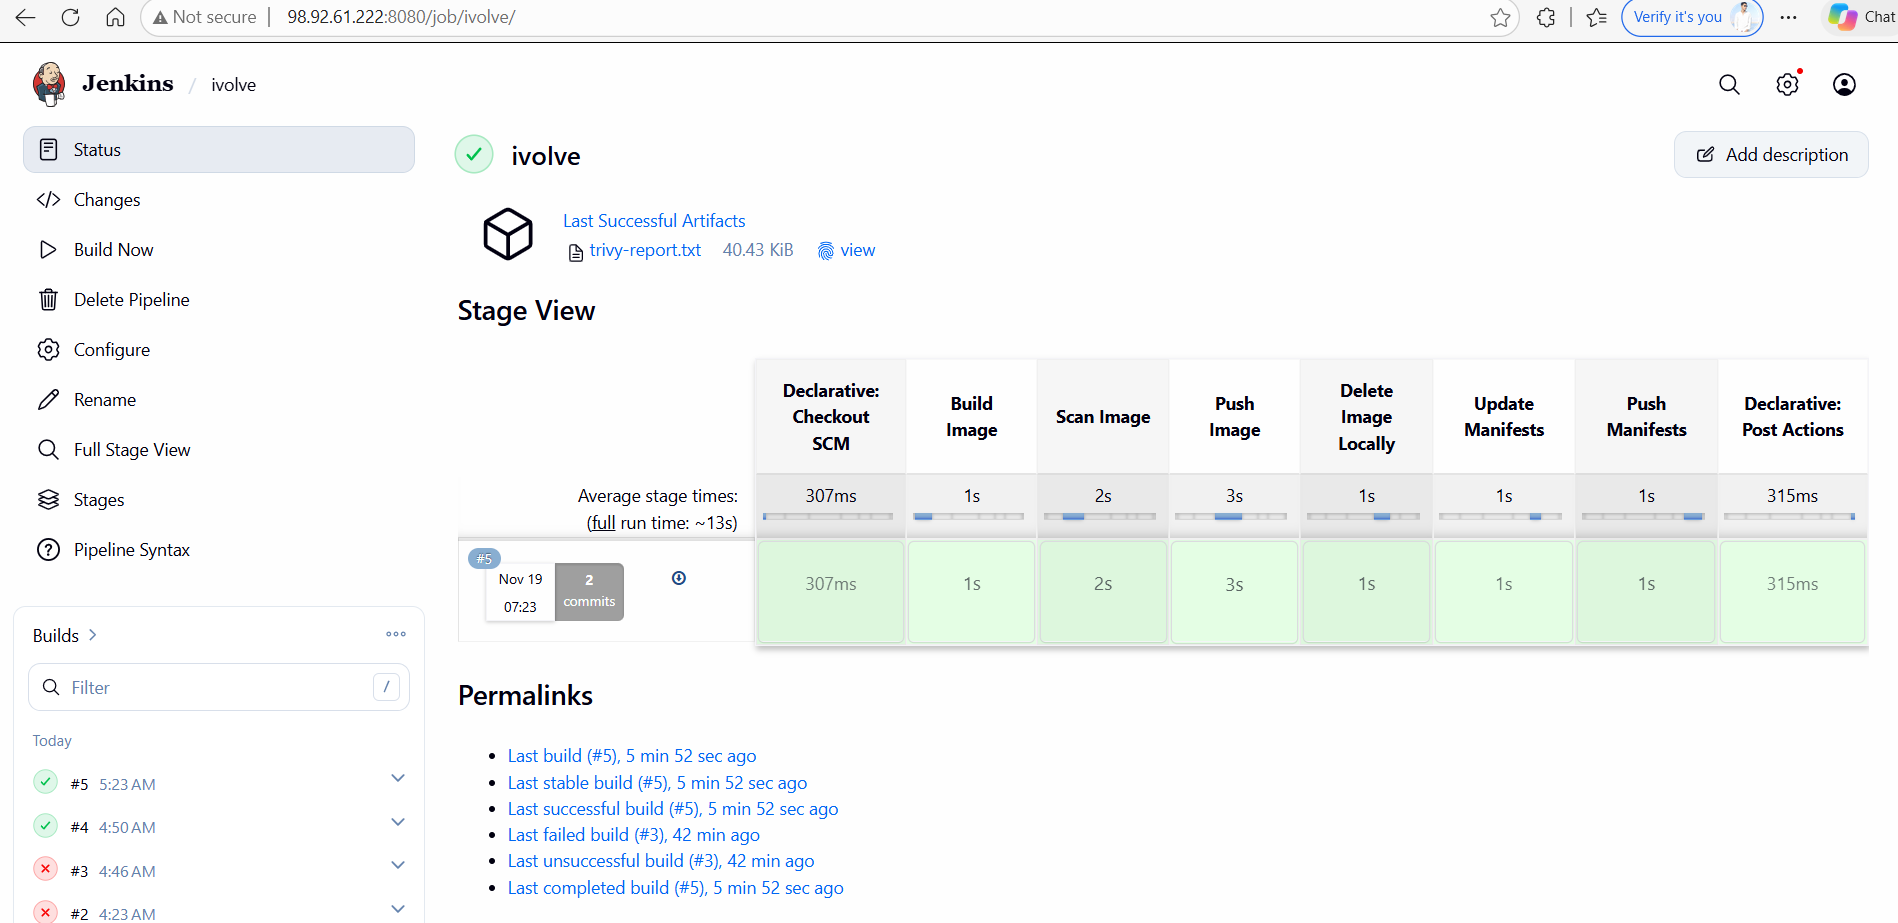 Not secure 98.92.61.222:8080/job/ivolve/ Verify it's you Chat
Jenkins / ivolve
Status
Changes
Build Now
Delete Pipeline
Configure
Rename
Full Stage View
Stages
Pipeline Syntax
Builds
Filter /
Today
#5 5:23 AM
#4 4:50 AM
#3 4:46 AM
#2 4:23 AM
ivolve
Add description
Last Successful Artifacts
trivy-report.txt 40.43 KiB view
Stage View
Declarative: Checkout SCM
Build Image
Scan Image
Push Image
Delete Image Locally
Update Manifests
Push Manifests
Declarative: Post Actions
Average stage times: 307ms 1s 2s 3s 1s 1s 1s 315ms
(full run time: ~13s)
#5
Nov 19 2
07:23 commits
307ms 1s 2s 3s 1s 1s 1s 315ms
Permalinks
Last build (#5), 5 min 52 sec ago
Last stable build (#5), 5 min 52 sec ago
Last successful build (#5), 5 min 52 sec ago
Last failed build (#3), 42 min ago
Last unsuccessful build (#3), 42 min ago
Last completed build (#5), 5 min 52 sec ago